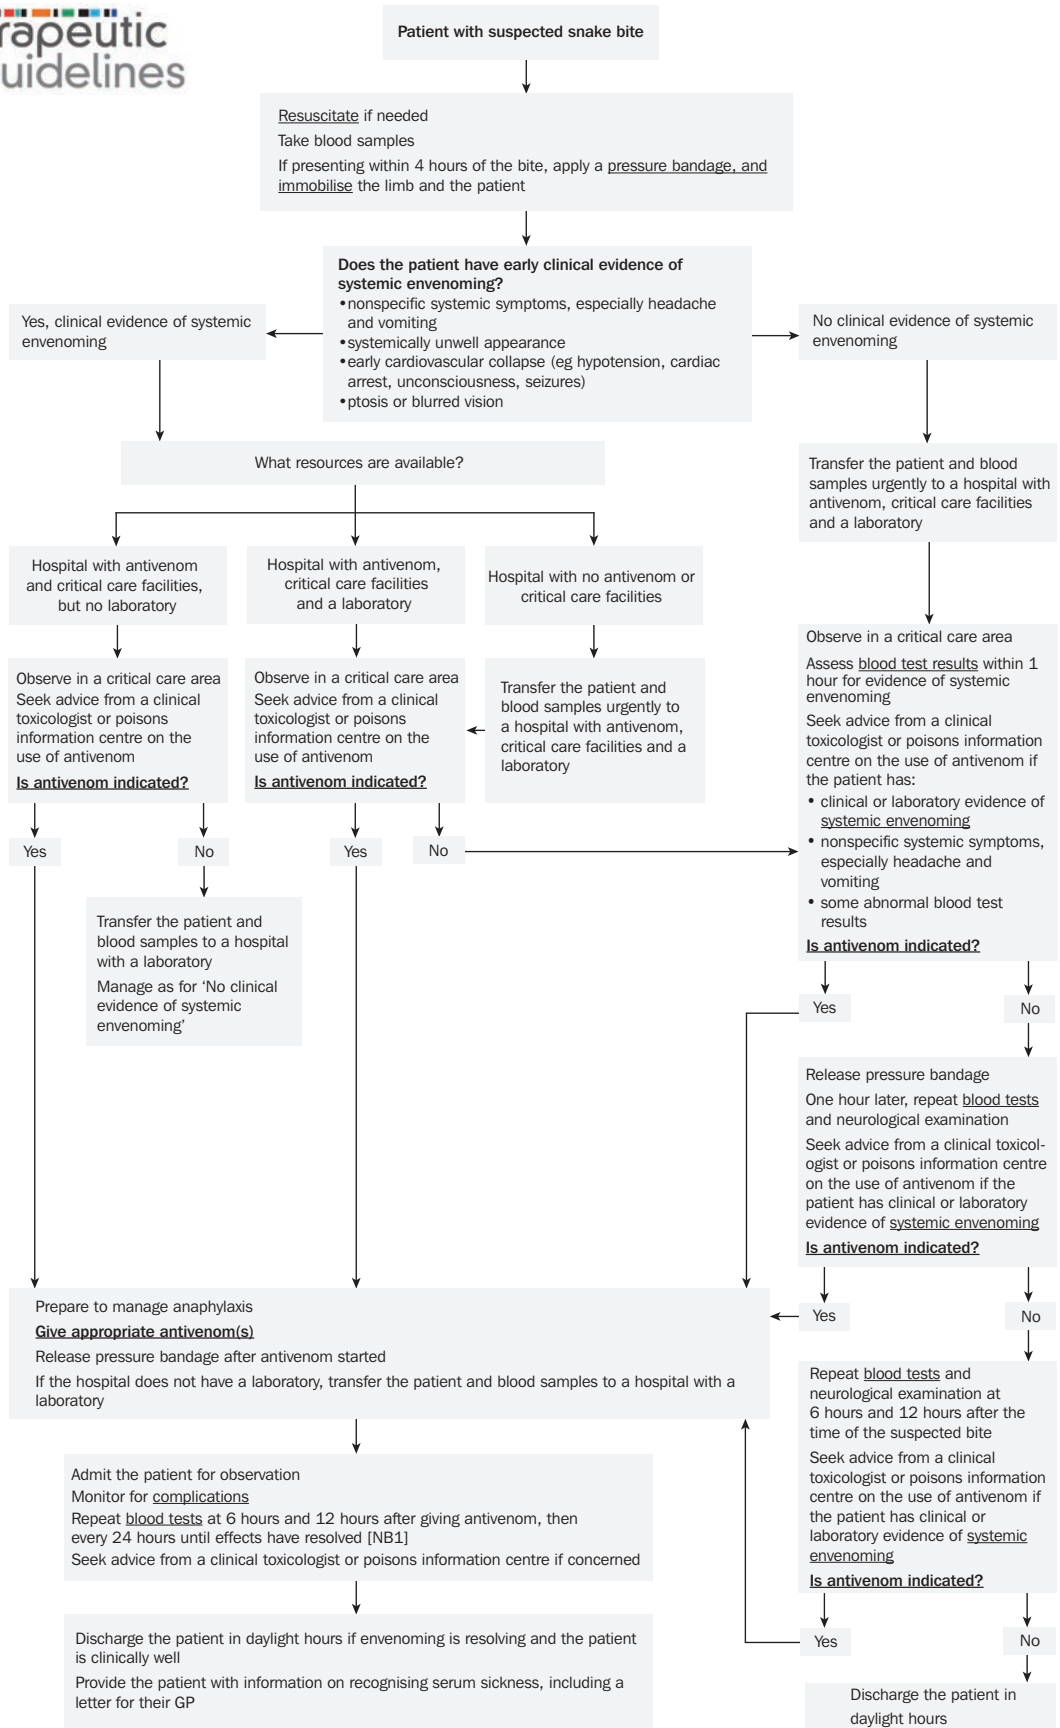 rapeutic
uidelines
Patient with suspected snake bite
Resuscitate if needed
Take blood samples
If presenting within 4 hours of the bite, apply a pressure bandage, and
immobilise the limb and the patient
Does the patient have early clinical evidence of
systemic envenoming?
•nonspecific systemic symptoms, especially headache
and vomiting
•systemically unwell appearance
•early cardiovascular collapse (eg hypotension, cardiac
arrest, unconsciousness, seizures)
•ptosis or blurred vision
Yes, clinical evidence of systemic
envenoming
No clinical evidence of systemic
envenoming
What resources are available?
Transfer the patient and blood
samples urgently to a hospital with
antivenom, critical care facilities
and a laboratory
Hospital with antivenom
and critical care facilities,
but no laboratory
Hospital with antivenom,
critical care facilities
and a laboratory
Hospital with no antivenom or
critical care facilities
Observe in a critical care area
Seek advice from a clinical
toxicologist or poisons
information centre on the
use of antivenom
Is antivenom indicated?
Observe in a critical care area
Seek advice from a clinical
toxicologist or poisons
information centre on the
use of antivenom
Is antivenom indicated?
Transfer the patient and
blood samples urgently to
a hospital with antivenom,
critical care facilities and a
laboratory
Observe in a critical care area
Assess blood test results within 1
hour for evidence of systemic
envenoming
Seek advice from a clinical
toxicologist or poisons information
centre on the use of antivenom if
the patient has:
• clinical or laboratory evidence of
systemic envenoming
• nonspecific systemic symptoms,
especially headache and
vomiting
• some abnormal blood test
results
Is antivenom indicated?
Yes
No
Yes
No
Transfer the patient and
blood samples to a hospital
with a laboratory
Manage as for ‘No clinical
evidence of systemic
envenoming’
Yes
No
Release pressure bandage
One hour later, repeat blood tests
and neurological examination
Seek advice from a clinical toxicol-
ogist or poisons information centre
on the use of antivenom if the
patient has clinical or laboratory
evidence of systemic envenoming
Is antivenom indicated?
Yes
No
Prepare to manage anaphylaxis
Give appropriate antivenom(s)
Release pressure bandage after antivenom started
If the hospital does not have a laboratory, transfer the patient and blood samples to a hospital with a
laboratory
Repeat blood tests and
neurological examination at
6 hours and 12 hours after the
time of the suspected bite
Seek advice from a clinical
toxicologist or poisons information
centre on the use of antivenom if
the patient has clinical or
laboratory evidence of systemic
envenoming
Is antivenom indicated?
Admit the patient for observation
Monitor for complications
Repeat blood tests at 6 hours and 12 hours after giving antivenom, then
every 24 hours until effects have resolved [NB1]
Seek advice from a clinical toxicologist or poisons information centre if concerned
Yes
No
Discharge the patient in daylight hours if envenoming is resolving and the patient
is clinically well
Provide the patient with information on recognising serum sickness, including a
letter for their GP
Discharge the patient in
daylight hours